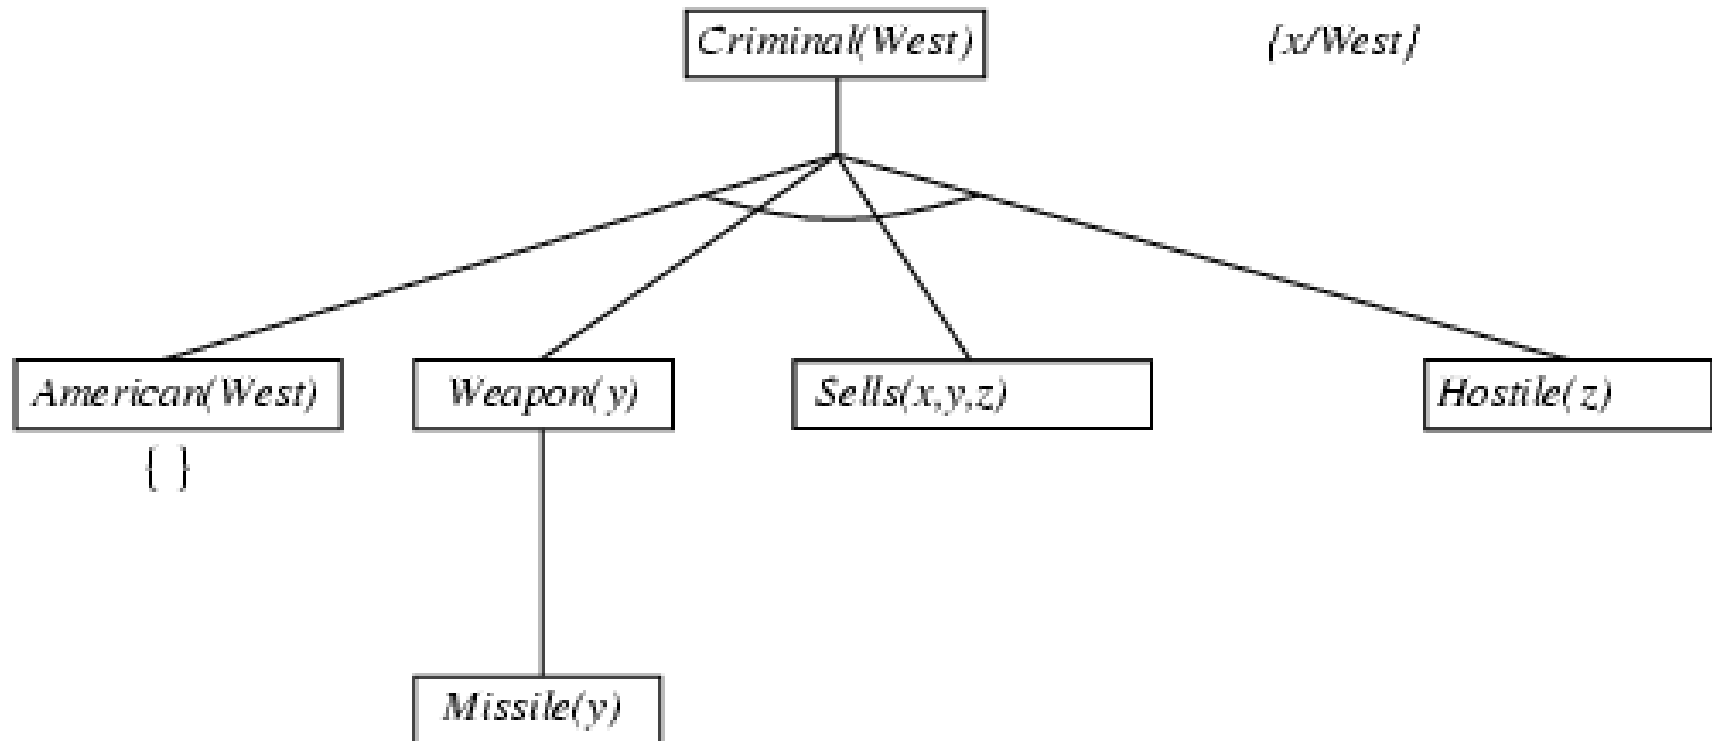 Criminal(West)
{x/West}
American(West)
Weapon(y)
Sells(x,y,z)
Hostile(z)
{ }
Missile(y)